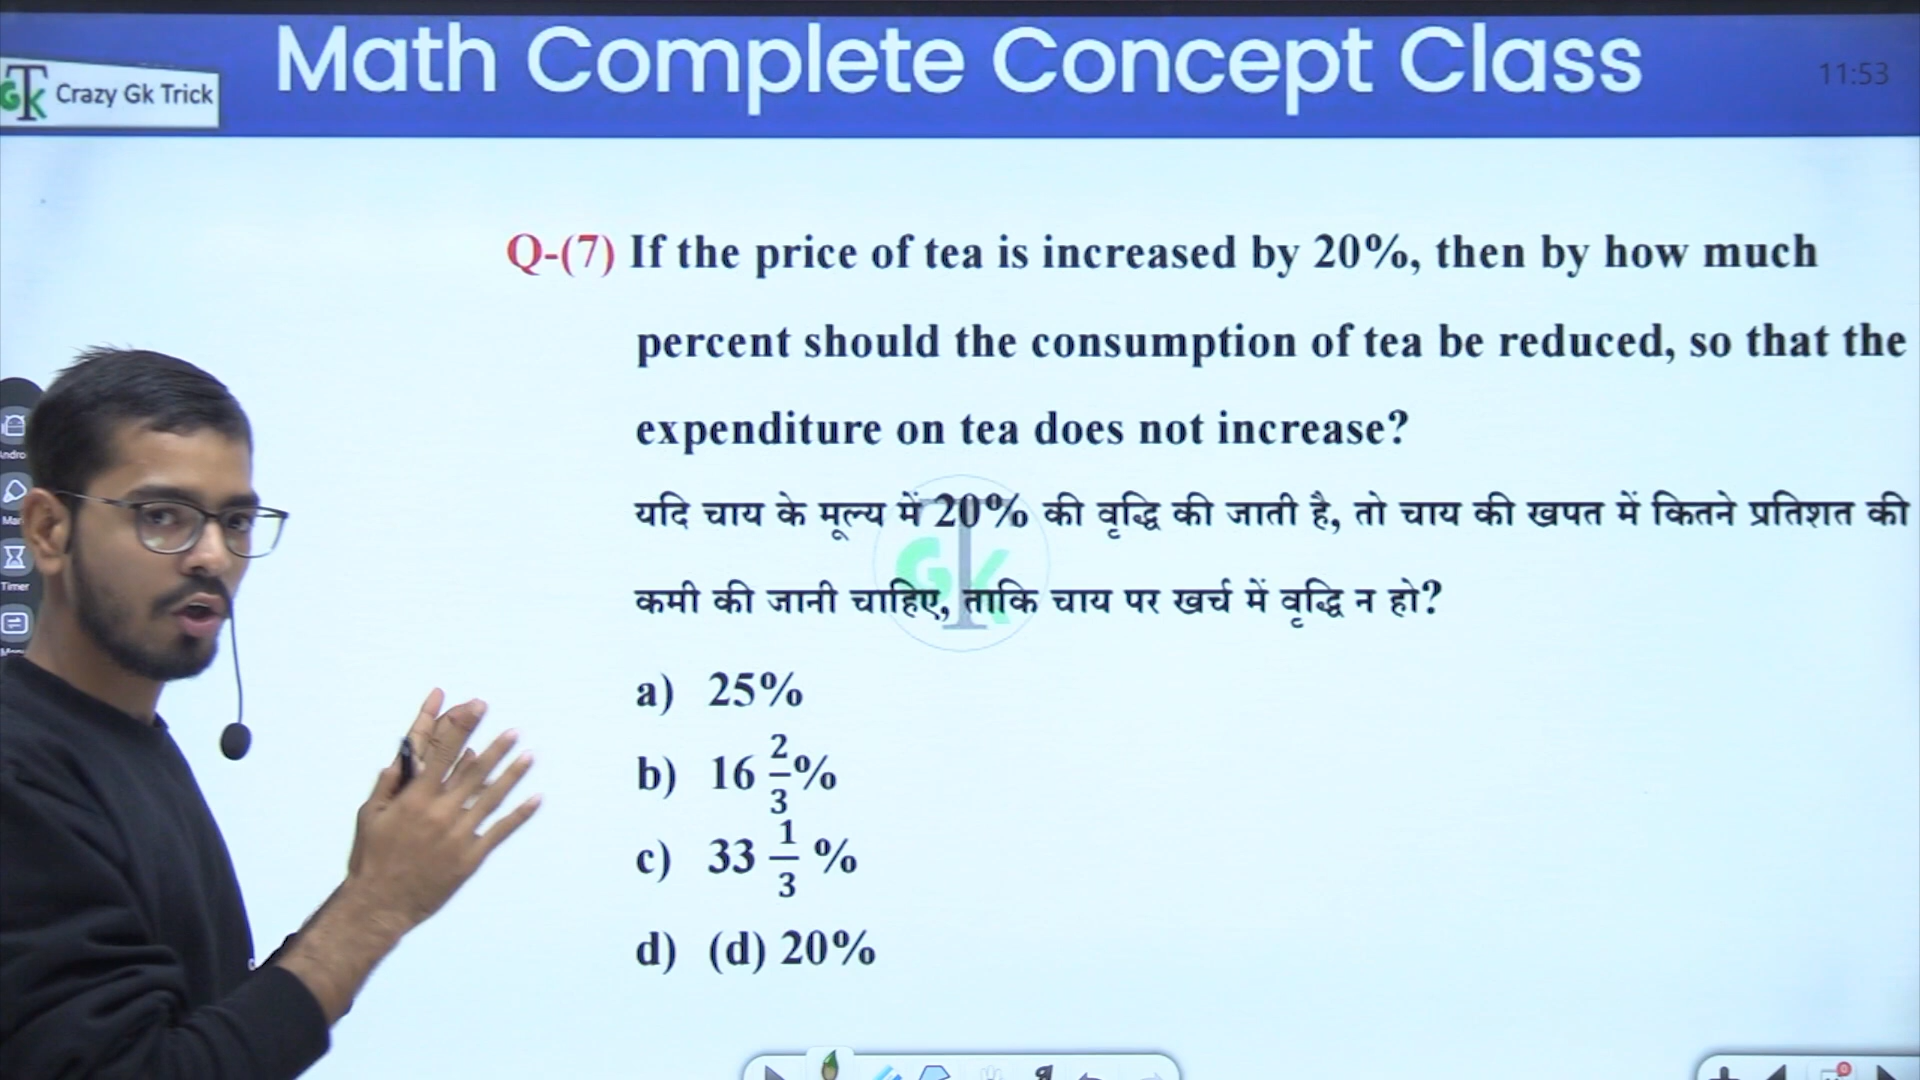 Math Complete Concept Class
11:53
GTK Crazy Gk Trick
Q-(7) If the price of tea is increased by 20%, then by how much
percent should the consumption of tea be reduced, so that the
expenditure on tea does not increase?
यदि चाय के मूल्य में 20% की वृद्धि की जाती है, तो चाय की खपत में कितने प्रतिशत की
कमी की जानी चाहिए, ताकि चाय पर खर्च में वृद्धि न हो?
GTK
a) 25%
b) 16 2/3%
c) 33 1/3 %
d) (d) 20%
Timer